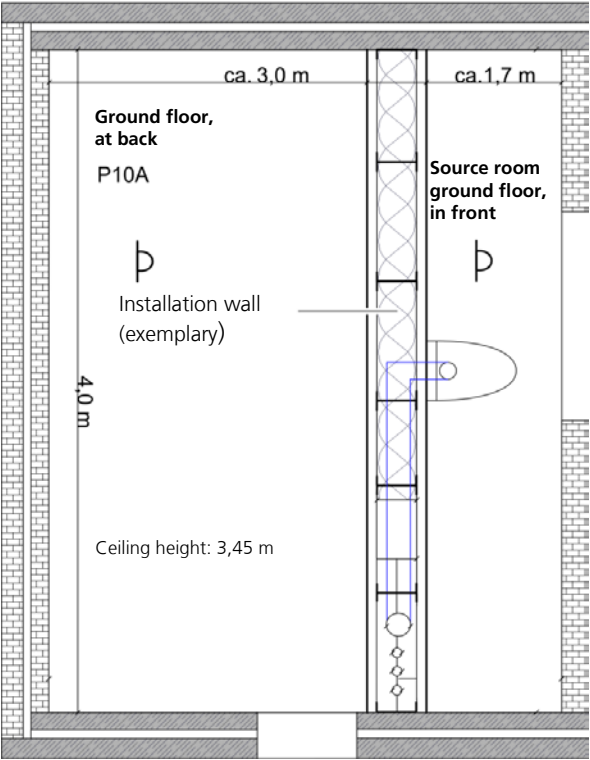 ca. 3,0 m
ca.1,7 m
Ground floor,
at back
P10A
Source room
ground floor,
in front
Installation wall
(exemplary)
4,0 m
Ceiling height: 3,45 m